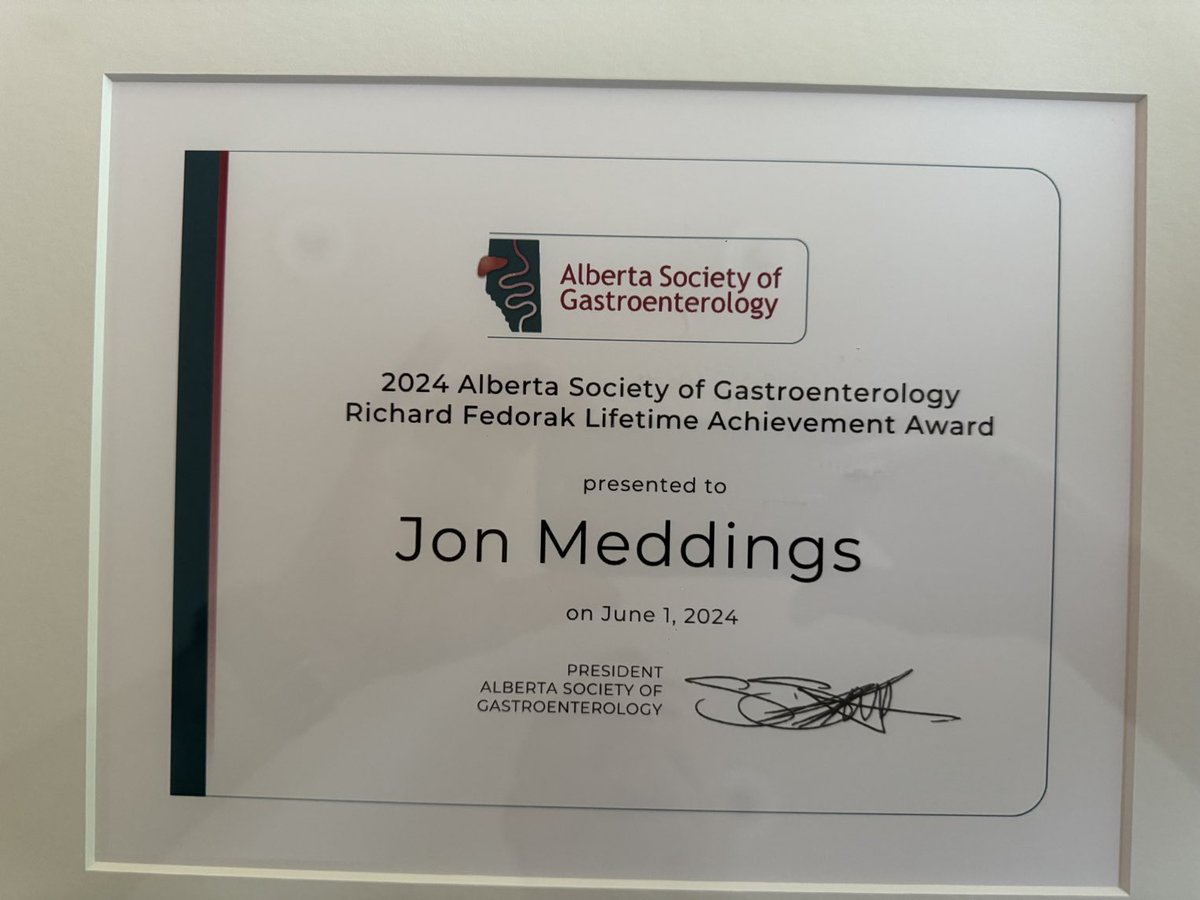 Alberta Society of
Gastroenterology
2024 Alberta Society of Gastroenterology
Richard Fedorak Lifetime Achievement Award
presented to
Jon Meddings
on June 1, 2024
PRESIDENT
ALBERTA SOCIETY OF
GASTROENTEROLOGY